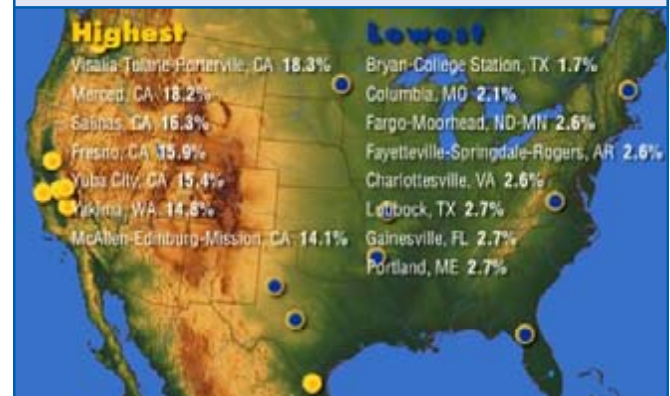 Highest
Visalia-Tulare-Porterville, CA 18.3%
Merced, CA 18.2%
Salinas, CA 16.3%
Fresno, CA 15.9%
Yuba City, CA 15.4%
Yakima, WA 14.8%
McAllen-Edinburg-Mission, CA 14.1%
Lowest
Bryan-College Station, TX 1.7%
Columbia, MO 2.1%
Fargo-Moorhead, ND-MN 2.6%
Fayetteville-Springdale-Rogers, AR 2.6%
Charlottesville, VA 2.6%
Lubbock, TX 2.7%
Gainesville, FL 2.7%
Portland, ME 2.7%